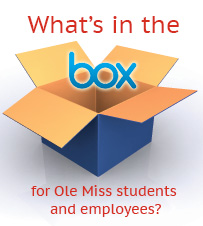 What's in the
box
for Ole Miss students
and employees?